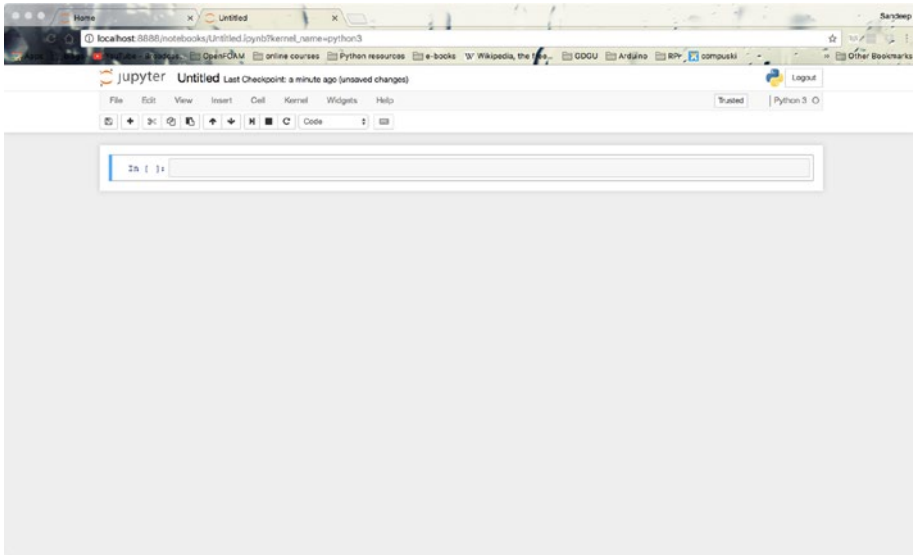 Home Untitled Sandeep
localhost:8888/notebooks/Untitled.ipynb?kernel_name=python3
Apps YouTube - OpenFOAM online courses Python resources e-books Wikipedia, the GDGU Arduino RPi compuski Other Bookmarks
jupyter Untitled Last Checkpoint: a minute ago (unsaved changes) Logout
File Edit View Insert Cell Kernel Widgets Help Trusted Python 3
Code
In [ ]: